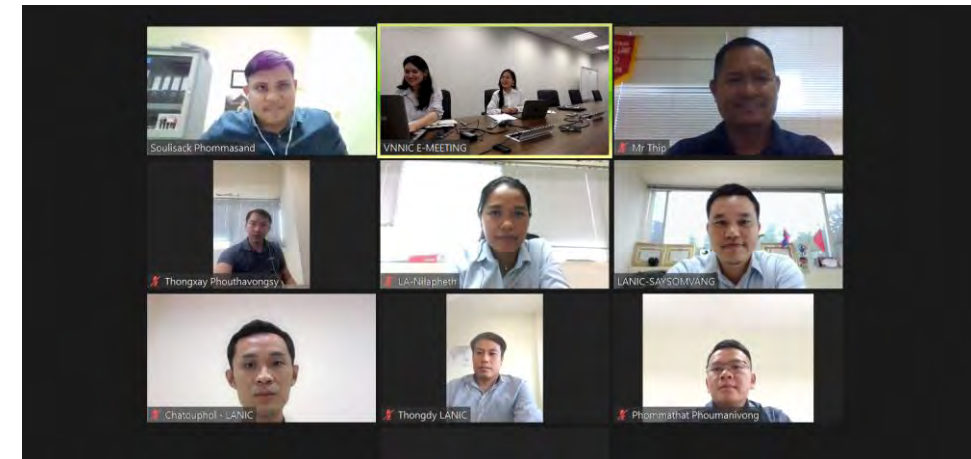 Soulisack Phommasand
VNNIC E-MEETING
Mr Thip
Thongxay Phouthavongsy
LA-Nilapheth
LANIC-SAYSOMVANG
Chatouphol - LANIC
Thongdy LANIC
Phommathat Phoumanivong